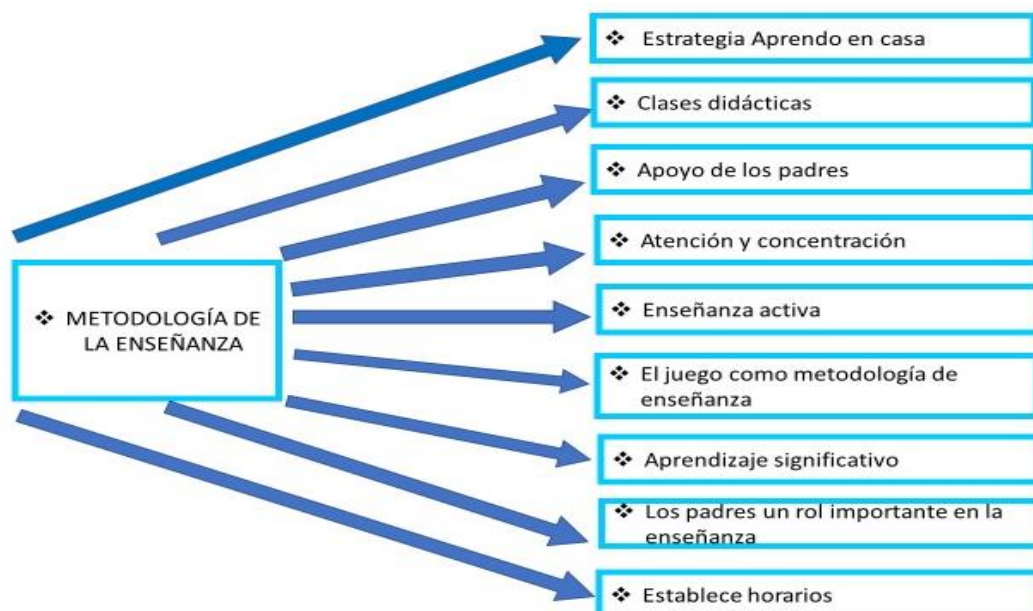 ❖ Estrategia Aprendo en casa
❖ Clases didácticas
❖ Apoyo de los padres
❖ Atención y concentración
❖ METODOLOGÍA DE
LA ENSEÑANZA
❖ Enseñanza activa
❖ El juego como metodología de
enseñanza
❖ Aprendizaje significativo
❖ Los padres un rol importante en la
enseñanza
❖ Establece horarios